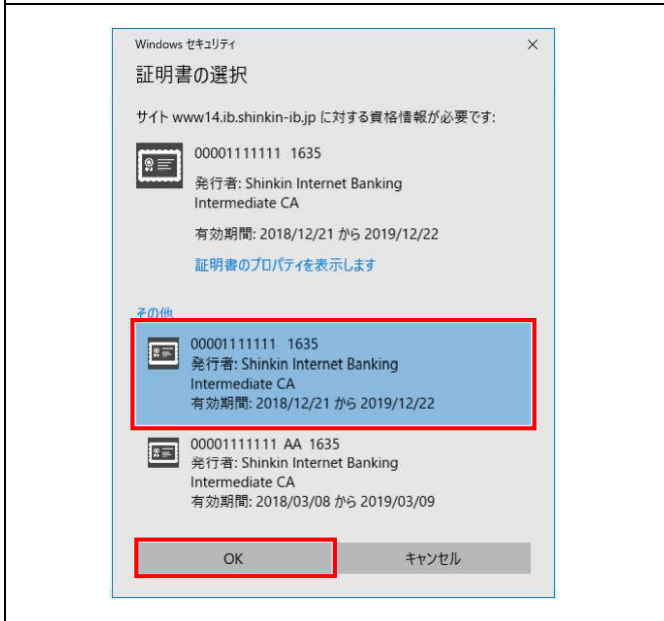 Windows セキュリティ
証明書の選択
サイト www14.ib.shinkin-ib.jp に対する資格情報が必要です:
00001111111 1635
発行者: Shinkin Internet Banking
Intermediate CA
有効期間: 2018/12/21 から 2019/12/22
証明書のプロパティを表示します
その他
00001111111 1635
発行者: Shinkin Internet Banking
Intermediate CA
有効期間: 2018/12/21 から 2019/12/22
00001111111 AA 1635
発行者: Shinkin Internet Banking
Intermediate CA
有効期間: 2018/03/08 から 2019/03/09
OK
キャンセル